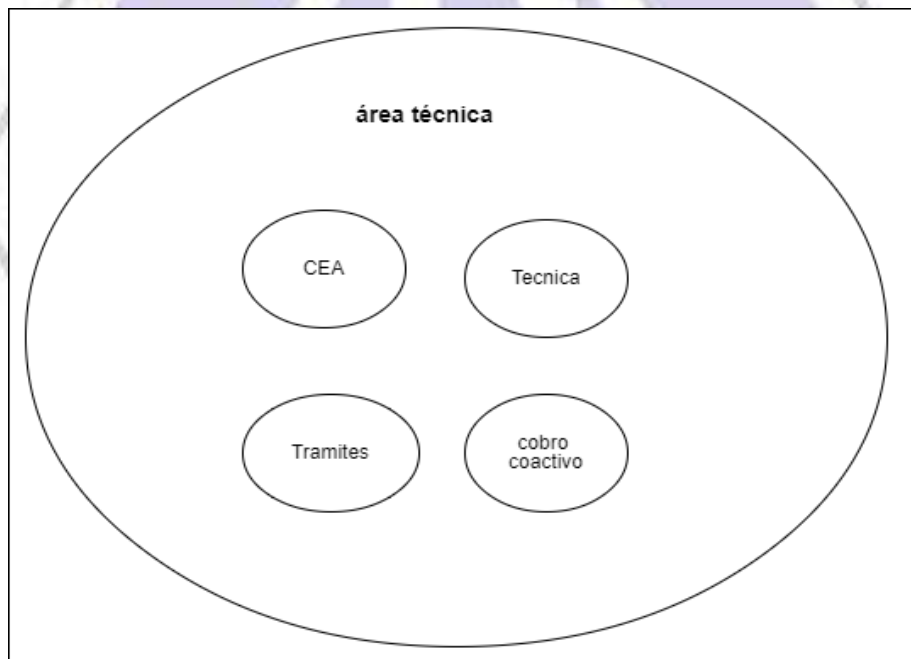 área técnica
CEA
Tecnica
Tramites
cobro
coactivo